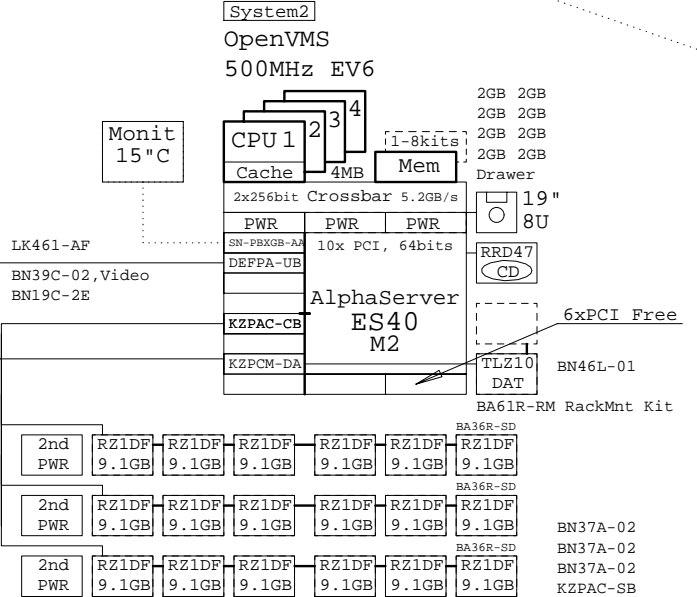 System2
OpenVMS
500MHz EV6
2GB 2GB
2GB 2GB
2GB 2GB
2GB 2GB
Monit
15"C
CPU 1 2 3 4
1-8kits
Cache 4MB Mem
Drawer
2x256bit Crossbar 5.2GB/s
19"
8U
PWR PWR PWR
LK461-AF
SN-PBXGB-AA
10x PCI, 64bits
RRD47
CD
DEFPA-UB
BN39C-02,Video
BN19C-2E
AlphaServer
ES40
M2
6xPCI Free
KZPAC-CB
KZPCM-DA
TLZ10
DAT
BN46L-01
BA61R-RM RackMnt Kit
BA36R-SD
2nd RZ1DF RZ1DF RZ1DF RZ1DF RZ1DF RZ1DF
PWR 9.1GB 9.1GB 9.1GB 9.1GB 9.1GB 9.1GB
BA36R-SD
2nd RZ1DF RZ1DF RZ1DF RZ1DF RZ1DF RZ1DF
PWR 9.1GB 9.1GB 9.1GB 9.1GB 9.1GB 9.1GB
BN37A-02
BA36R-SD
BN37A-02
2nd RZ1DF RZ1DF RZ1DF RZ1DF RZ1DF RZ1DF
BN37A-02
PWR 9.1GB 9.1GB 9.1GB 9.1GB 9.1GB 9.1GB
KZPAC-SB